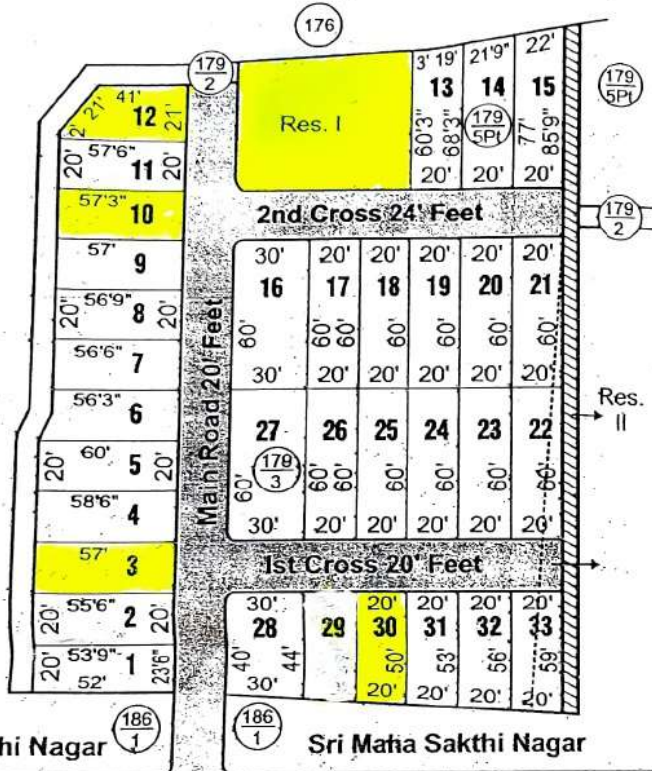 176
179
2
3' 19' 21'9" 22'
13 14 15
179
5Pt
179
5Pt
Res. I
60'3" 68'3" 77' 85'9"
20' 20' 20'
41'
21' 12 21'
2'
57'6"
20' 11 20'
57'3"
10
57'
9
56'9"
20" 8 20'
56'6"
7
56'3"
6
60'
20' 5 20'
58'6"
4
57'
3
55'6"
20' 2 20'
53'9"
20' 1 23'6"
52'
Main Road 20' Feet
2nd Cross 24' Feet
179
2
30' 20' 20' 20' 20' 20'
16 17 18 19 20 21
60' 60' 60' 60' 60' 60' 60'
30' 20' 20' 20' 20' 20'
Res.
II
27 26 25 24 23 22
179
3
60' 60' 60' 60' 60' 60' 60'
30' 20' 20' 20' 20' 20'
Ist Cross 20' Feet
30' 20' 20' 20' 20'
28 29 30 31 32 33
40' 44' 50' 53' 56' 59'
30' 20' 20' 20' 20'
hi Nagar
186
1
186
1
Sri Maha Sakthi Nagar